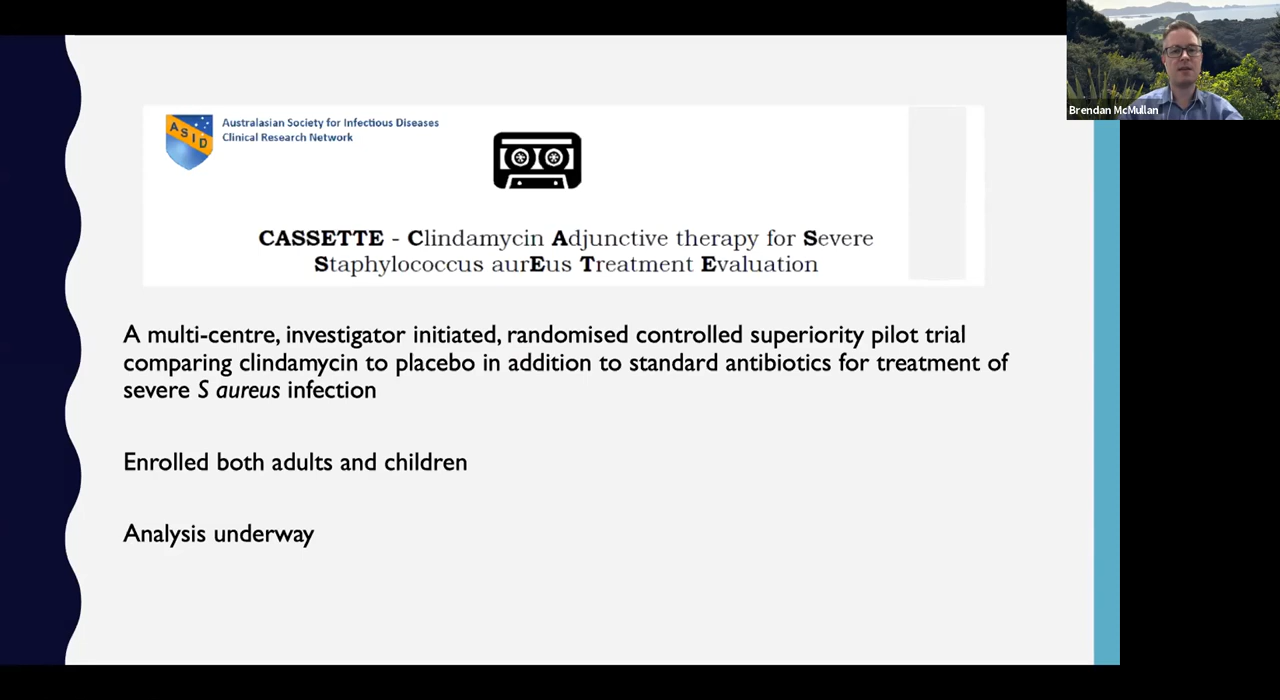 Brendan McMullan
ASID
Australasian Society for Infectious Diseases
Clinical Research Network
CASSETTE - Clindamycin Adjunctive therapy for Severe
Staphylococcus aurEus Treatment Evaluation
A multi-centre, investigator initiated, randomised controlled superiority pilot trial
comparing clindamycin to placebo in addition to standard antibiotics for treatment of
severe S aureus infection
Enrolled both adults and children
Analysis underway